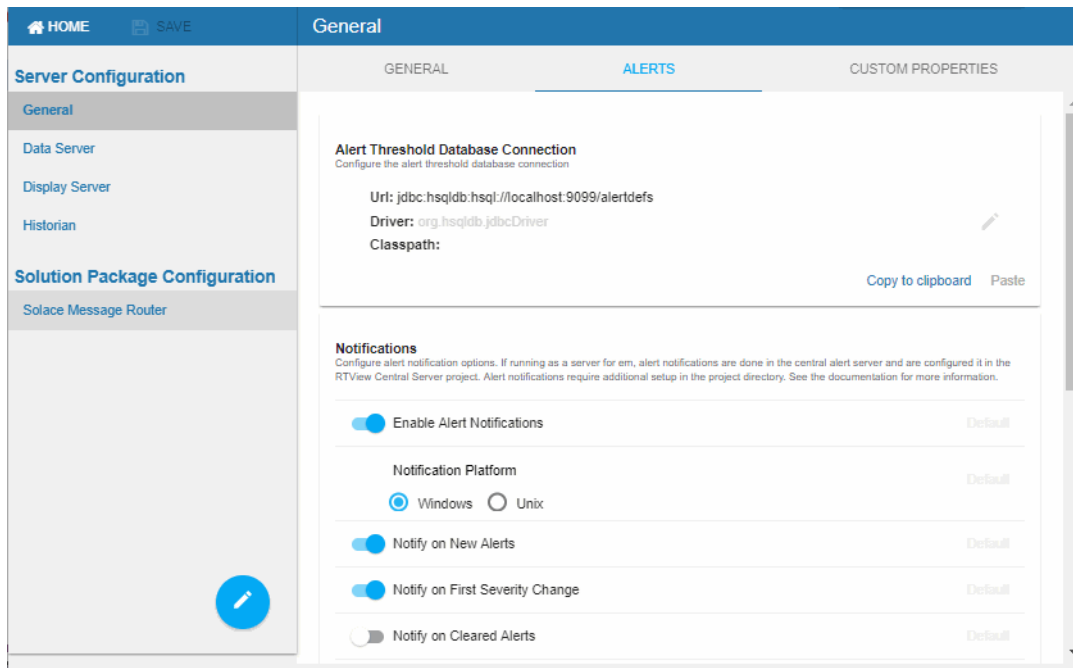 HOME
SAVE
General
Server Configuration
General
Data Server
Display Server
Historian
Solution Package Configuration
Solace Message Router
GENERAL
ALERTS
CUSTOM PROPERTIES
Alert Threshold Database Connection
Configure the alert threshold database connection
Url: jdbc:hsqldb:hsql://localhost:9099/alertdefs
Driver: org.hsqldb.jdbcDriver
Classpath:
Copy to clipboard
Paste
Notifications
Configure alert notification options. If running as a server for em, alert notifications are done in the central alert server and are configured it in the
RTView Central Server project. Alert notifications require additional setup in the project directory. See the documentation for more information.
Enable Alert Notifications
Default
Notification Platform
Default
Windows
Unix
Notify on New Alerts
Default
Notify on First Severity Change
Default
Notify on Cleared Alerts
Default